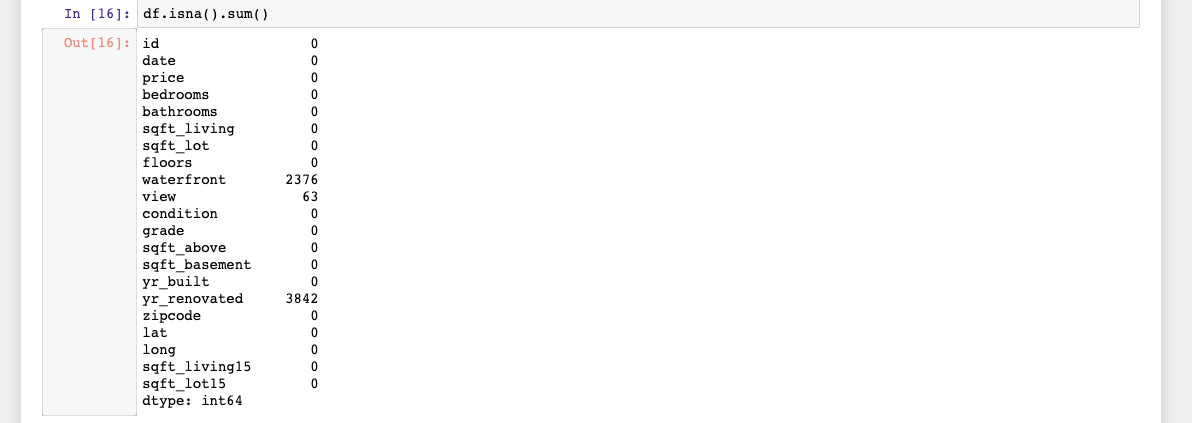 In [16]: df.isna().sum()
Out[16]: id 0
date 0
price 0
bedrooms 0
bathrooms 0
sqft_living 0
sqft_lot 0
floors 0
waterfront 2376
view 63
condition 0
grade 0
sqft_above 0
sqft_basement 0
yr_built 0
yr_renovated 3842
zipcode 0
lat 0
long 0
sqft_living15 0
sqft_lot15 0
dtype: int64